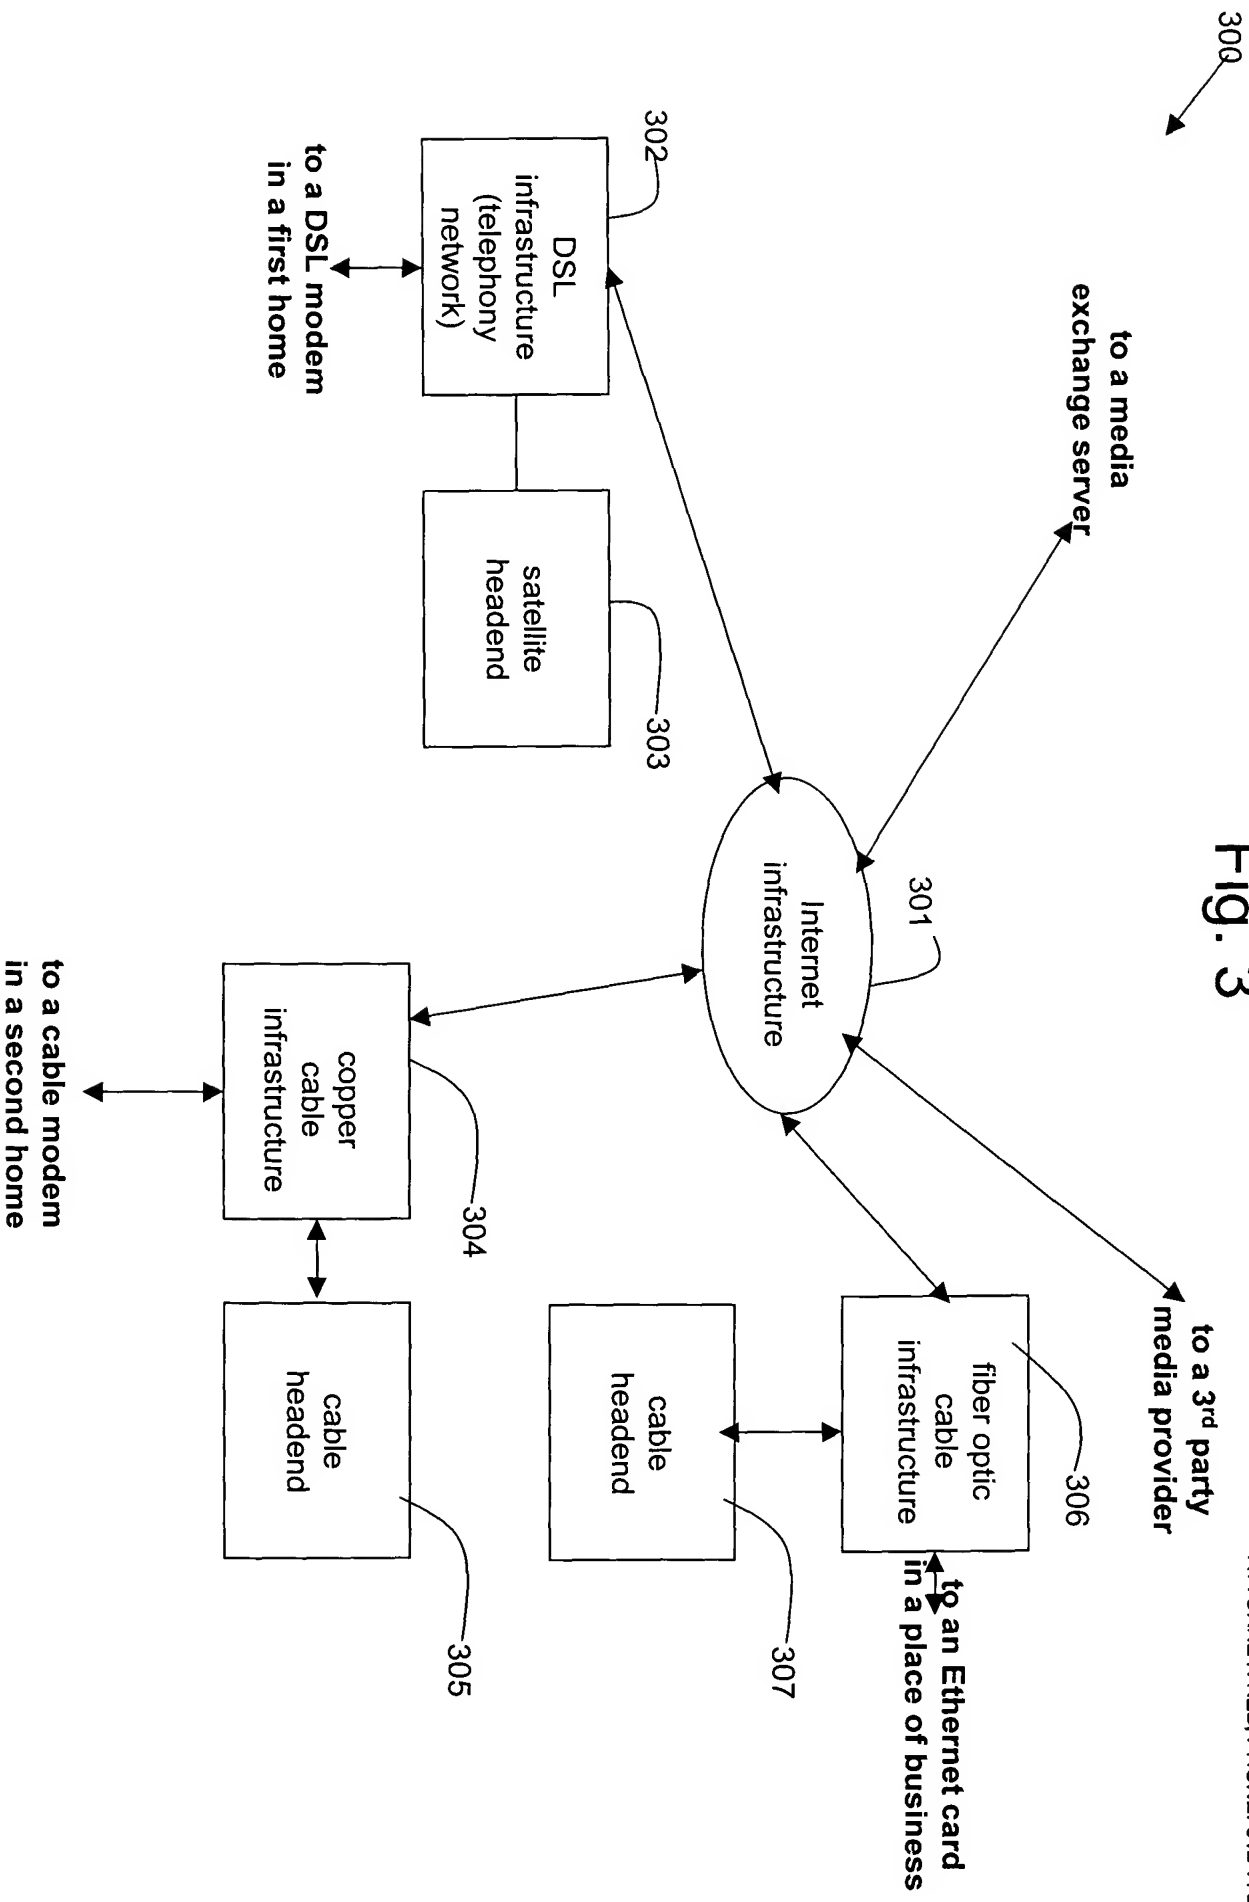 Fig. 3
300
to a media
exchange server
to a 3rd party
media provider
301
Internet
infrastructure
302
DSL
infrastructure
(telephony
network)
303
satellite
headend
to a DSL modem
in a first home
306
fiber optic
cable
infrastructure
to an Ethernet card
in a place of business
cable
headend
307
304
copper
cable
infrastructure
cable
headend
305
to a cable modem
in a second home